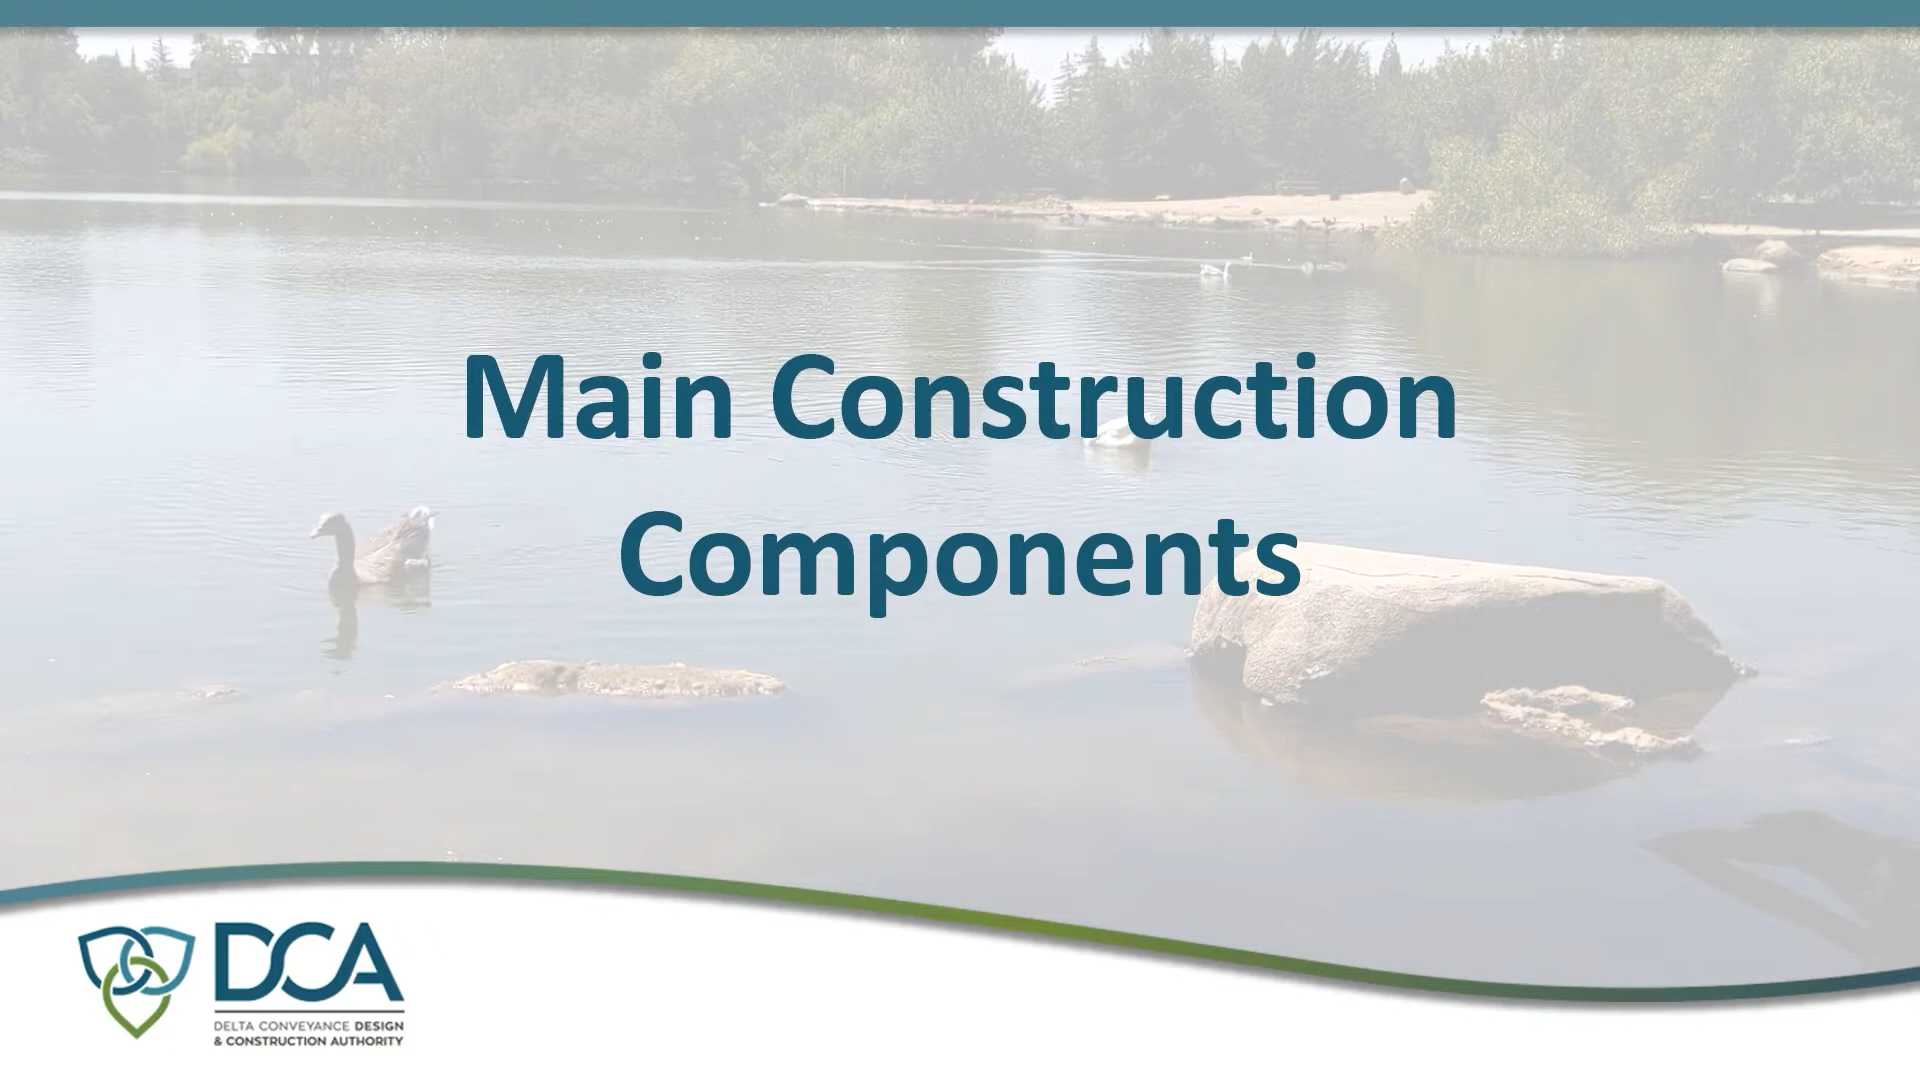 Main Construction
Components
DCA
DELTA CONVEYANCE DESIGN
& CONSTRUCTION AUTHORITY